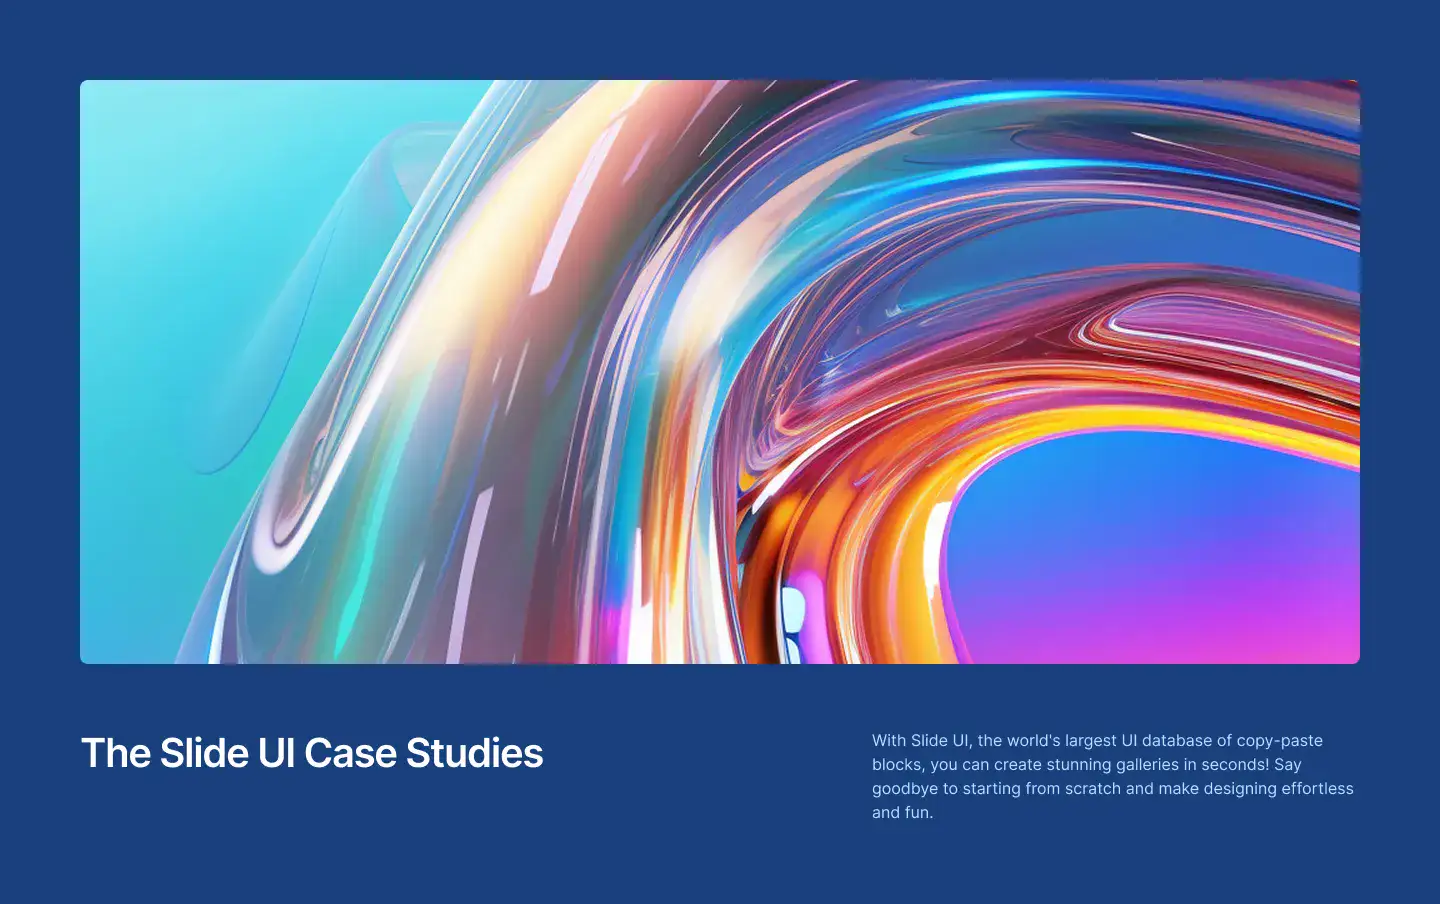 The Slide UI Case Studies
With Slide UI, the world's largest UI database of copy-paste
blocks, you can create stunning galleries in seconds! Say
goodbye to starting from scratch and make designing effortless
and fun.